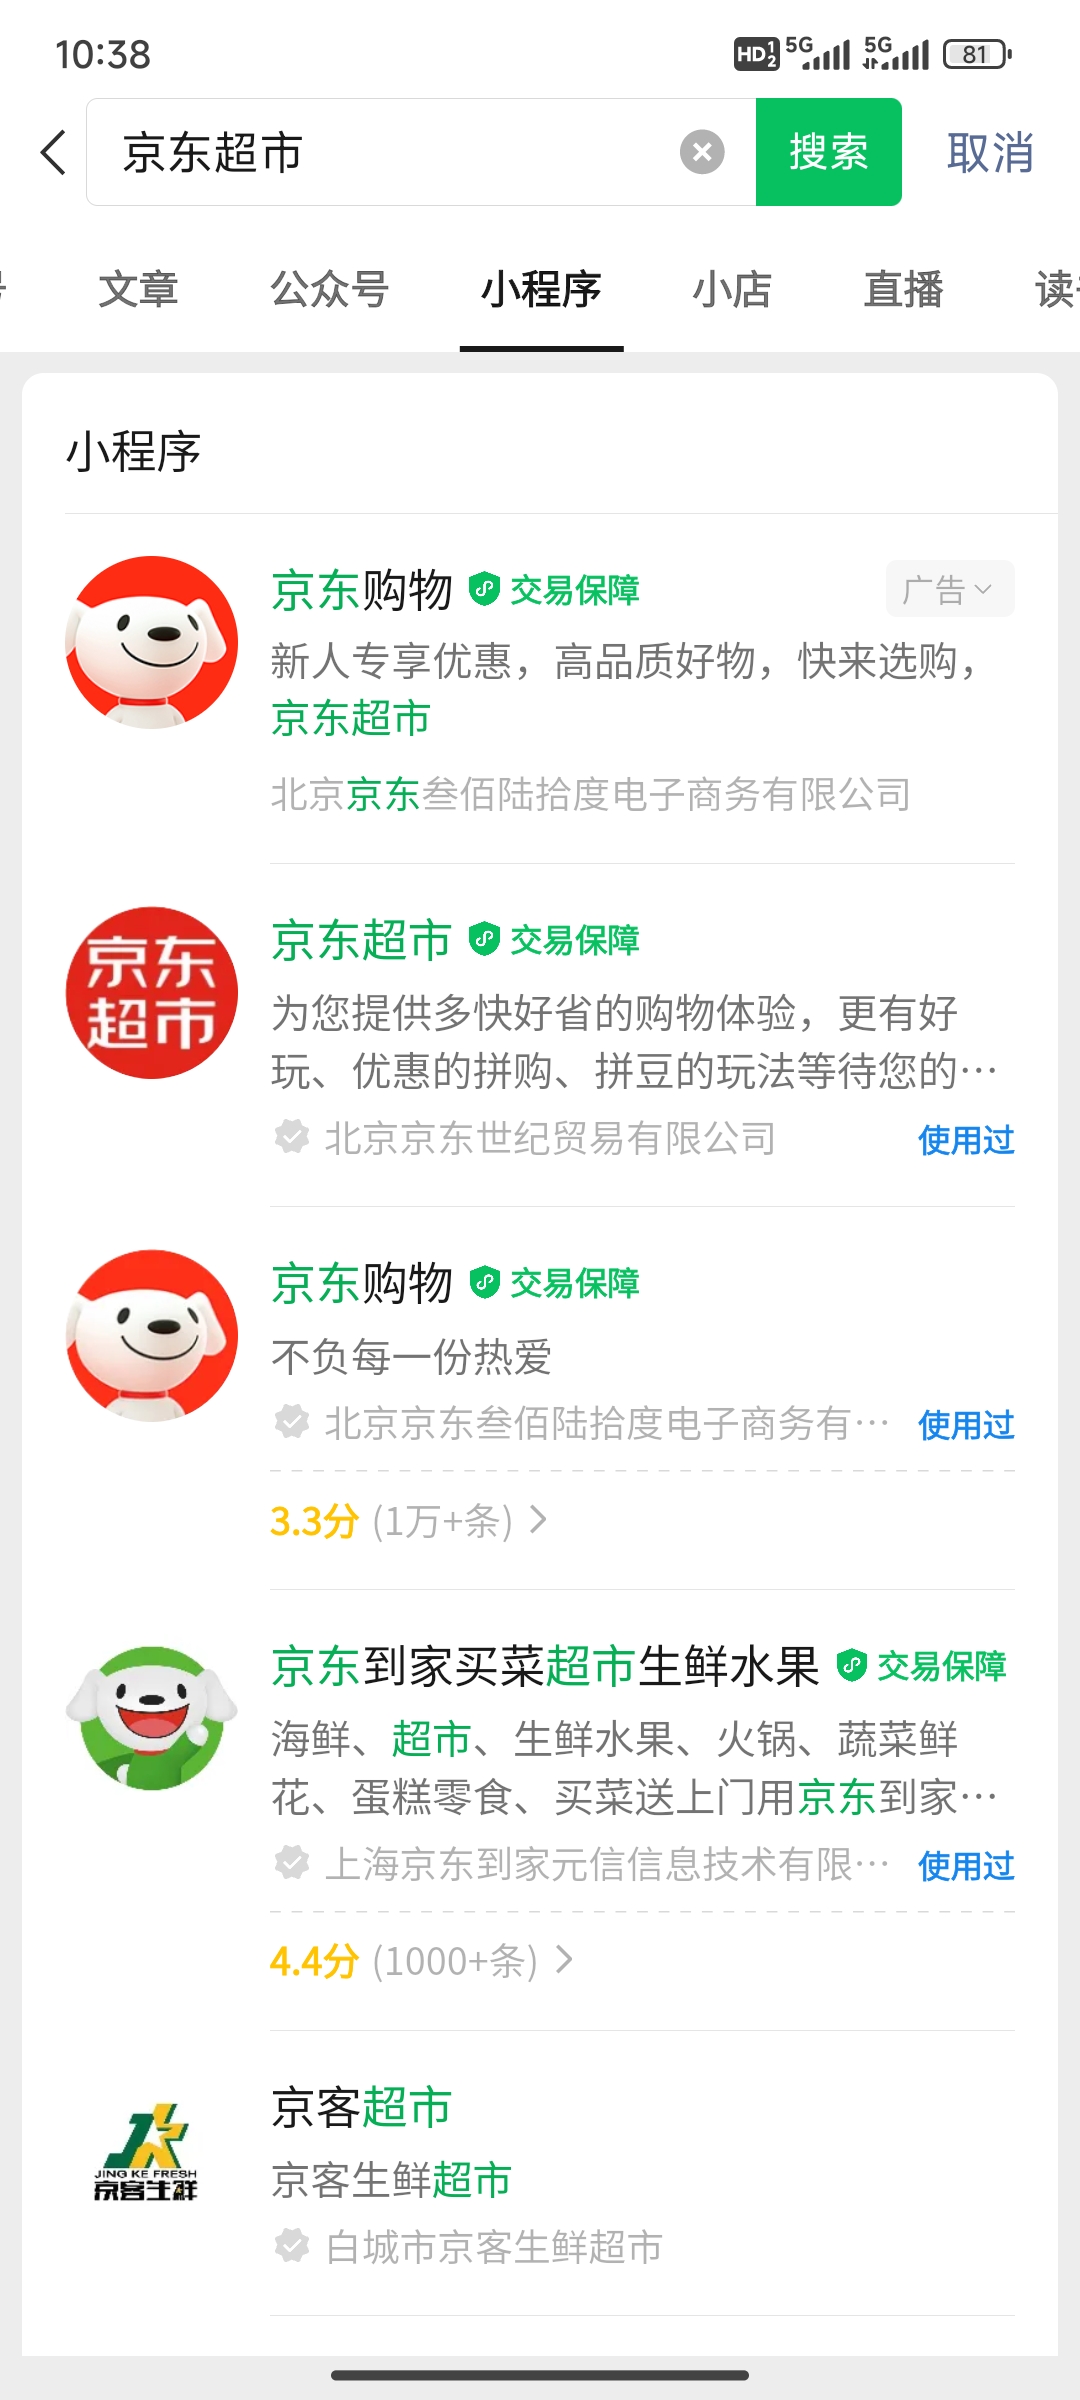 10:38
HD 1 2 5G 5G 81
京东超市 搜索 取消
文章 公众号 小程序 小店 直播
小程序
京东购物 交易保障 广告
新人专享优惠，高品质好物，快来选购，
京东超市
北京京东叁佰陆拾度电子商务有限公司
京东
超市
京东超市 交易保障
为您提供多快好省的购物体验，更有好
玩、优惠的拼购、拼豆的玩法等待您的…
北京京东世纪贸易有限公司 使用过
京东购物 交易保障
不负每一份热爱
北京京东叁佰陆拾度电子商务有… 使用过
3.3分 (1万+条)
京东到家买菜超市生鲜水果 交易保障
海鲜、超市、生鲜水果、火锅、蔬菜鲜
花、蛋糕零食、买菜送上门用京东到家…
上海京东到家元信信息技术有限… 使用过
4.4分 (1000+条)
JING KE FRESH
京客生鲜
京客超市
京客生鲜超市
白城市京客生鲜超市